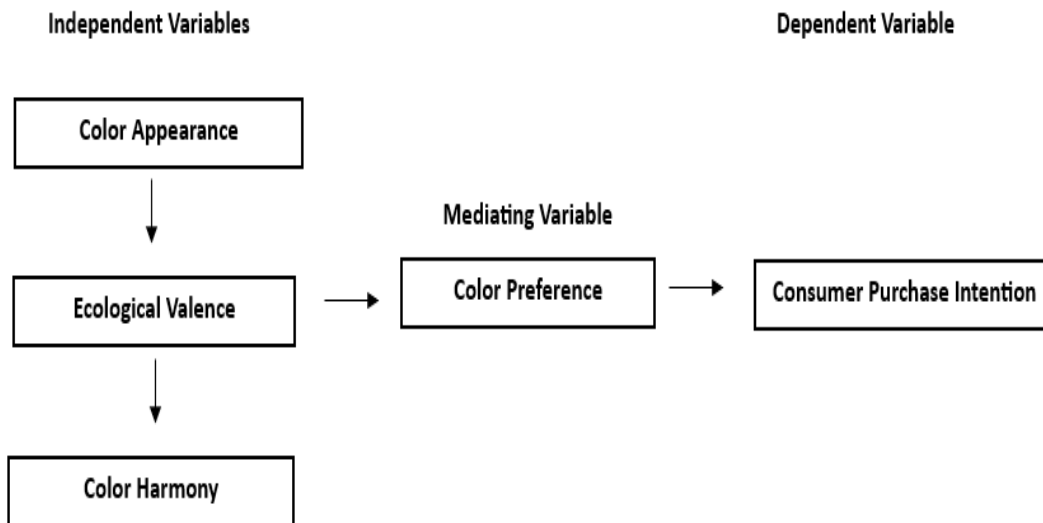 Independent Variables
Dependent Variable
Color Appearance
Mediating Variable
Ecological Valence
Color Preference
Consumer Purchase Intention
Color Harmony